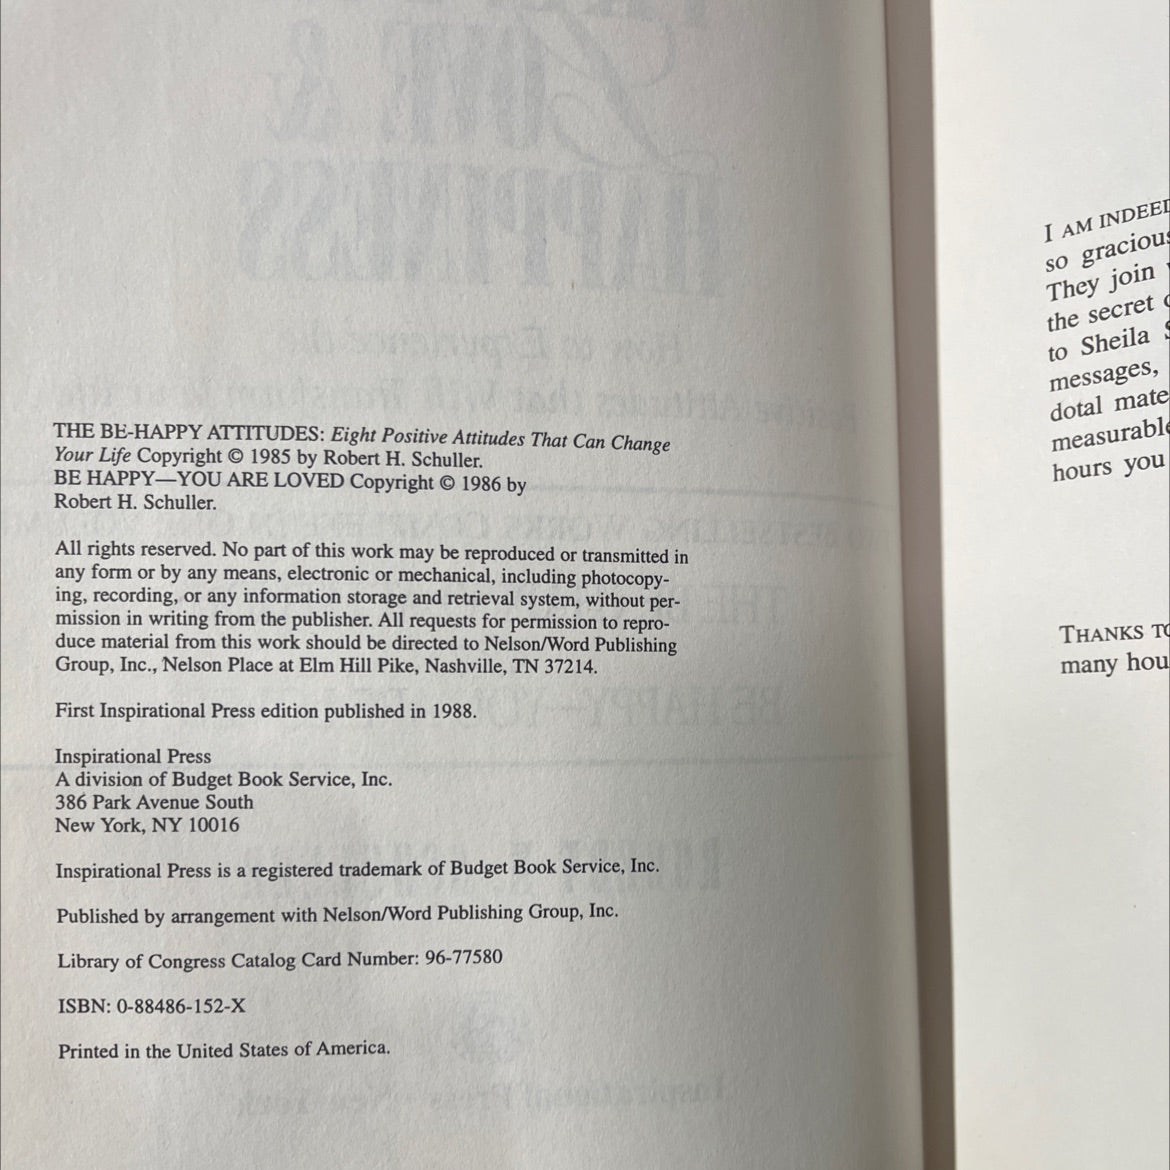 THE BE-HAPPY ATTITUDES: Eight Positive Attitudes That Can Change
Your Life Copyright © 1985 by Robert H. Schuller.
BE HAPPY—YOU ARE LOVED Copyright © 1986 by
Robert H. Schuller.
All rights reserved. No part of this work may be reproduced or transmitted in
any form or by any means, electronic or mechanical, including photocopy-
ing, recording, or any information storage and retrieval system, without per-
mission in writing from the publisher. All requests for permission to repro-
duce material from this work should be directed to Nelson/Word Publishing
Group, Inc., Nelson Place at Elm Hill Pike, Nashville, TN 37214.
First Inspirational Press edition published in 1988.
Inspirational Press
A division of Budget Book Service, Inc.
386 Park Avenue South
New York, NY 10016
Inspirational Press is a registered trademark of Budget Book Service, Inc.
Published by arrangement with Nelson/Word Publishing Group, Inc.
Library of Congress Catalog Card Number: 96-77580
ISBN: 0-88486-152-X
Printed in the United States of America.
I AM INDEED
so gracious
They join
the secret
to Sheila
messages,
dotal mate
measurable
hours you
THANKS TO
many hou